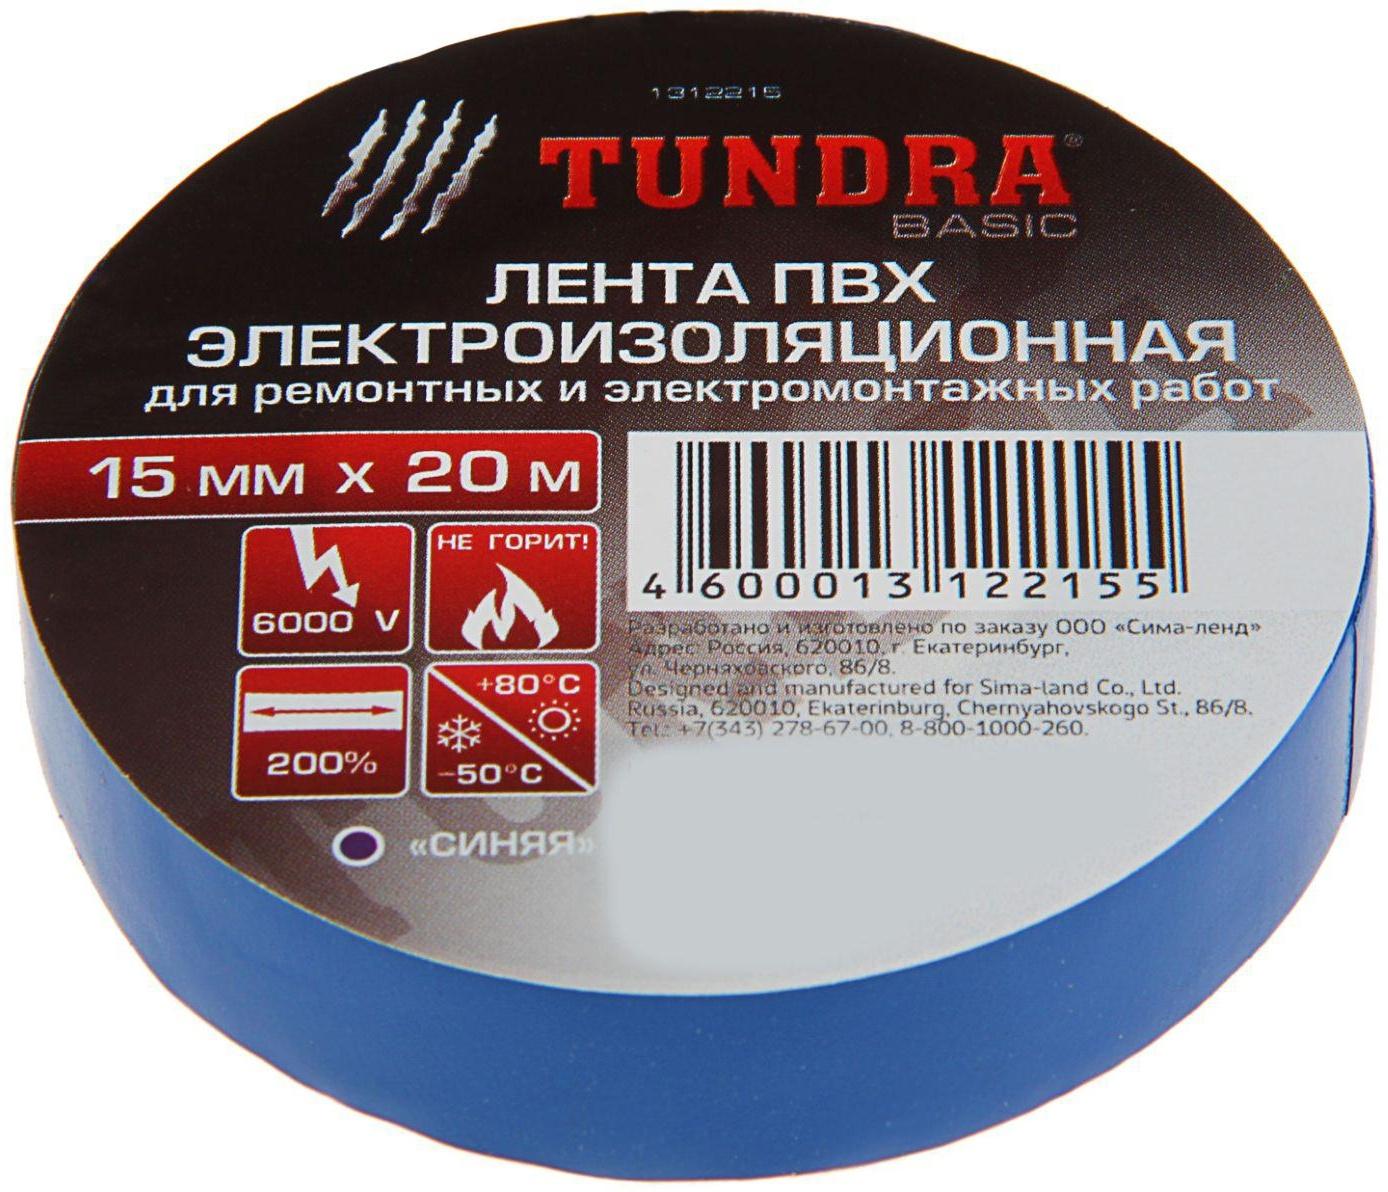 1312215
TUNDRA®
BASIC
ЛЕНТА ПВХ
ЭЛЕКТРОИЗОЛЯЦИОННАЯ
для ремонтных и электромонтажных работ
15 мм х 20 м
6000 V
НЕ ГОРИТ!
200%
+80°C
-50°C
«СИНЯЯ»
4 600013 122155
Разработано и изготовлено по заказу ООО «Сима-ленд»
Адрес: Россия, 620010, г. Екатеринбург,
ул. Черняховского, 86/8.
Designed and manufactured for Sima-land Co., Ltd.
Russia, 620010, Ekaterinburg, Chernyahovskogo St., 86/8.
Tel.: +7(343) 278-67-00, 8-800-1000-260.